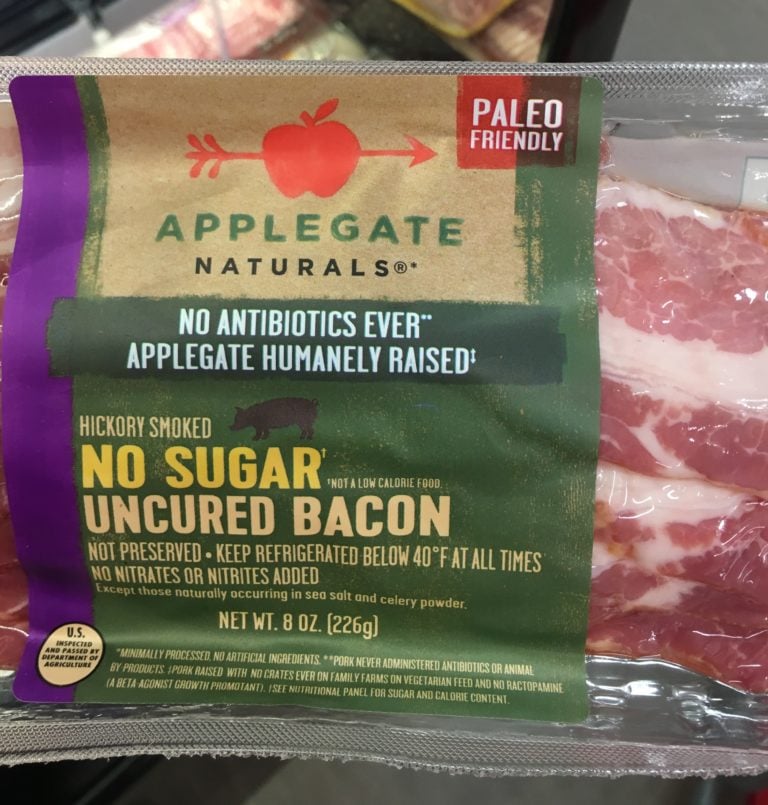 PALEO
FRIENDLY
APPLEGATE
NATURALS®*
NO ANTIBIOTICS EVER**
APPLEGATE HUMANELY RAISED‡
HICKORY SMOKED
NO SUGAR†
†NOT A LOW CALORIE FOOD.
UNCURED BACON
NOT PRESERVED • KEEP REFRIGERATED BELOW 40°F AT ALL TIMES
NO NITRATES OR NITRITES ADDED
Except those naturally occurring in sea salt and celery powder.
NET WT. 8 OZ. (226g)
U.S.
INSPECTED
AND PASSED BY
DEPARTMENT OF
AGRICULTURE
*MINIMALLY PROCESSED, NO ARTIFICIAL INGREDIENTS. **PORK NEVER ADMINISTERED ANTIBIOTICS OR ANIMAL
BY-PRODUCTS. ‡PORK RAISED WITH NO CRATES EVER ON FAMILY FARMS ON VEGETARIAN FEED AND NO RACTOPAMINE
(A BETA-AGONIST GROWTH PROMOTANT). †SEE NUTRITIONAL PANEL FOR SUGAR AND CALORIE CONTENT.